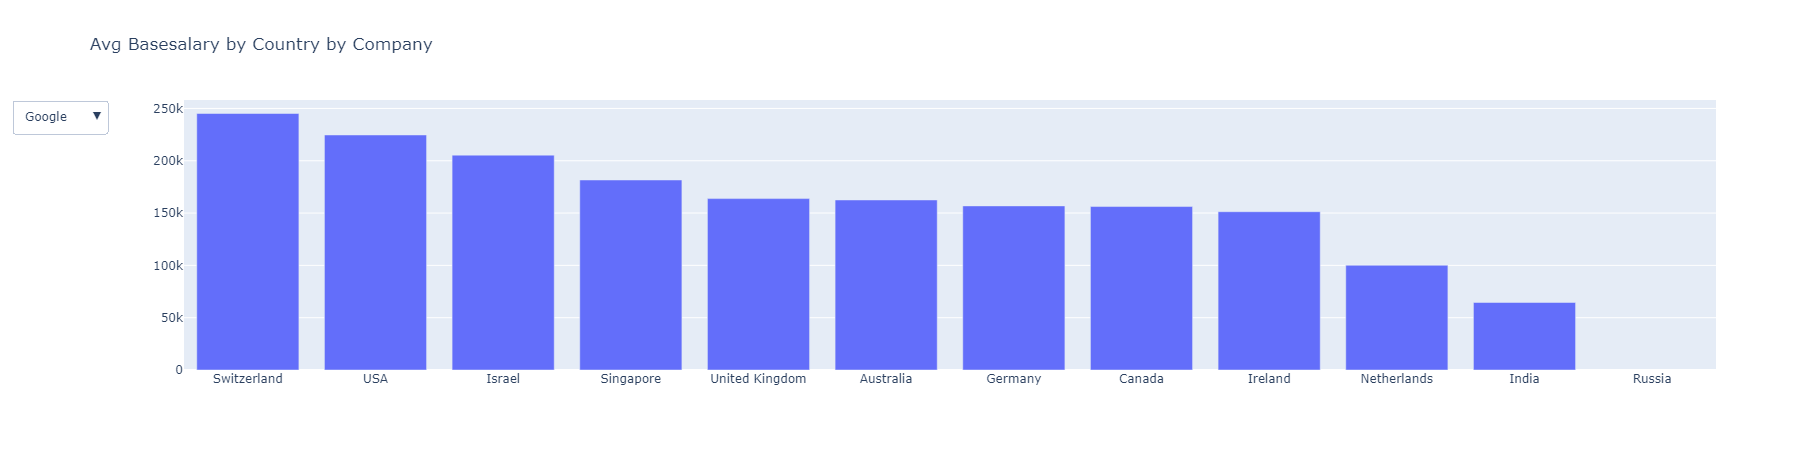 Avg Basesalary by Country by Company
Google ▼
250k
200k
150k
100k
50k
0
Switzerland USA Israel Singapore United Kingdom Australia Germany Canada Ireland Netherlands India Russia